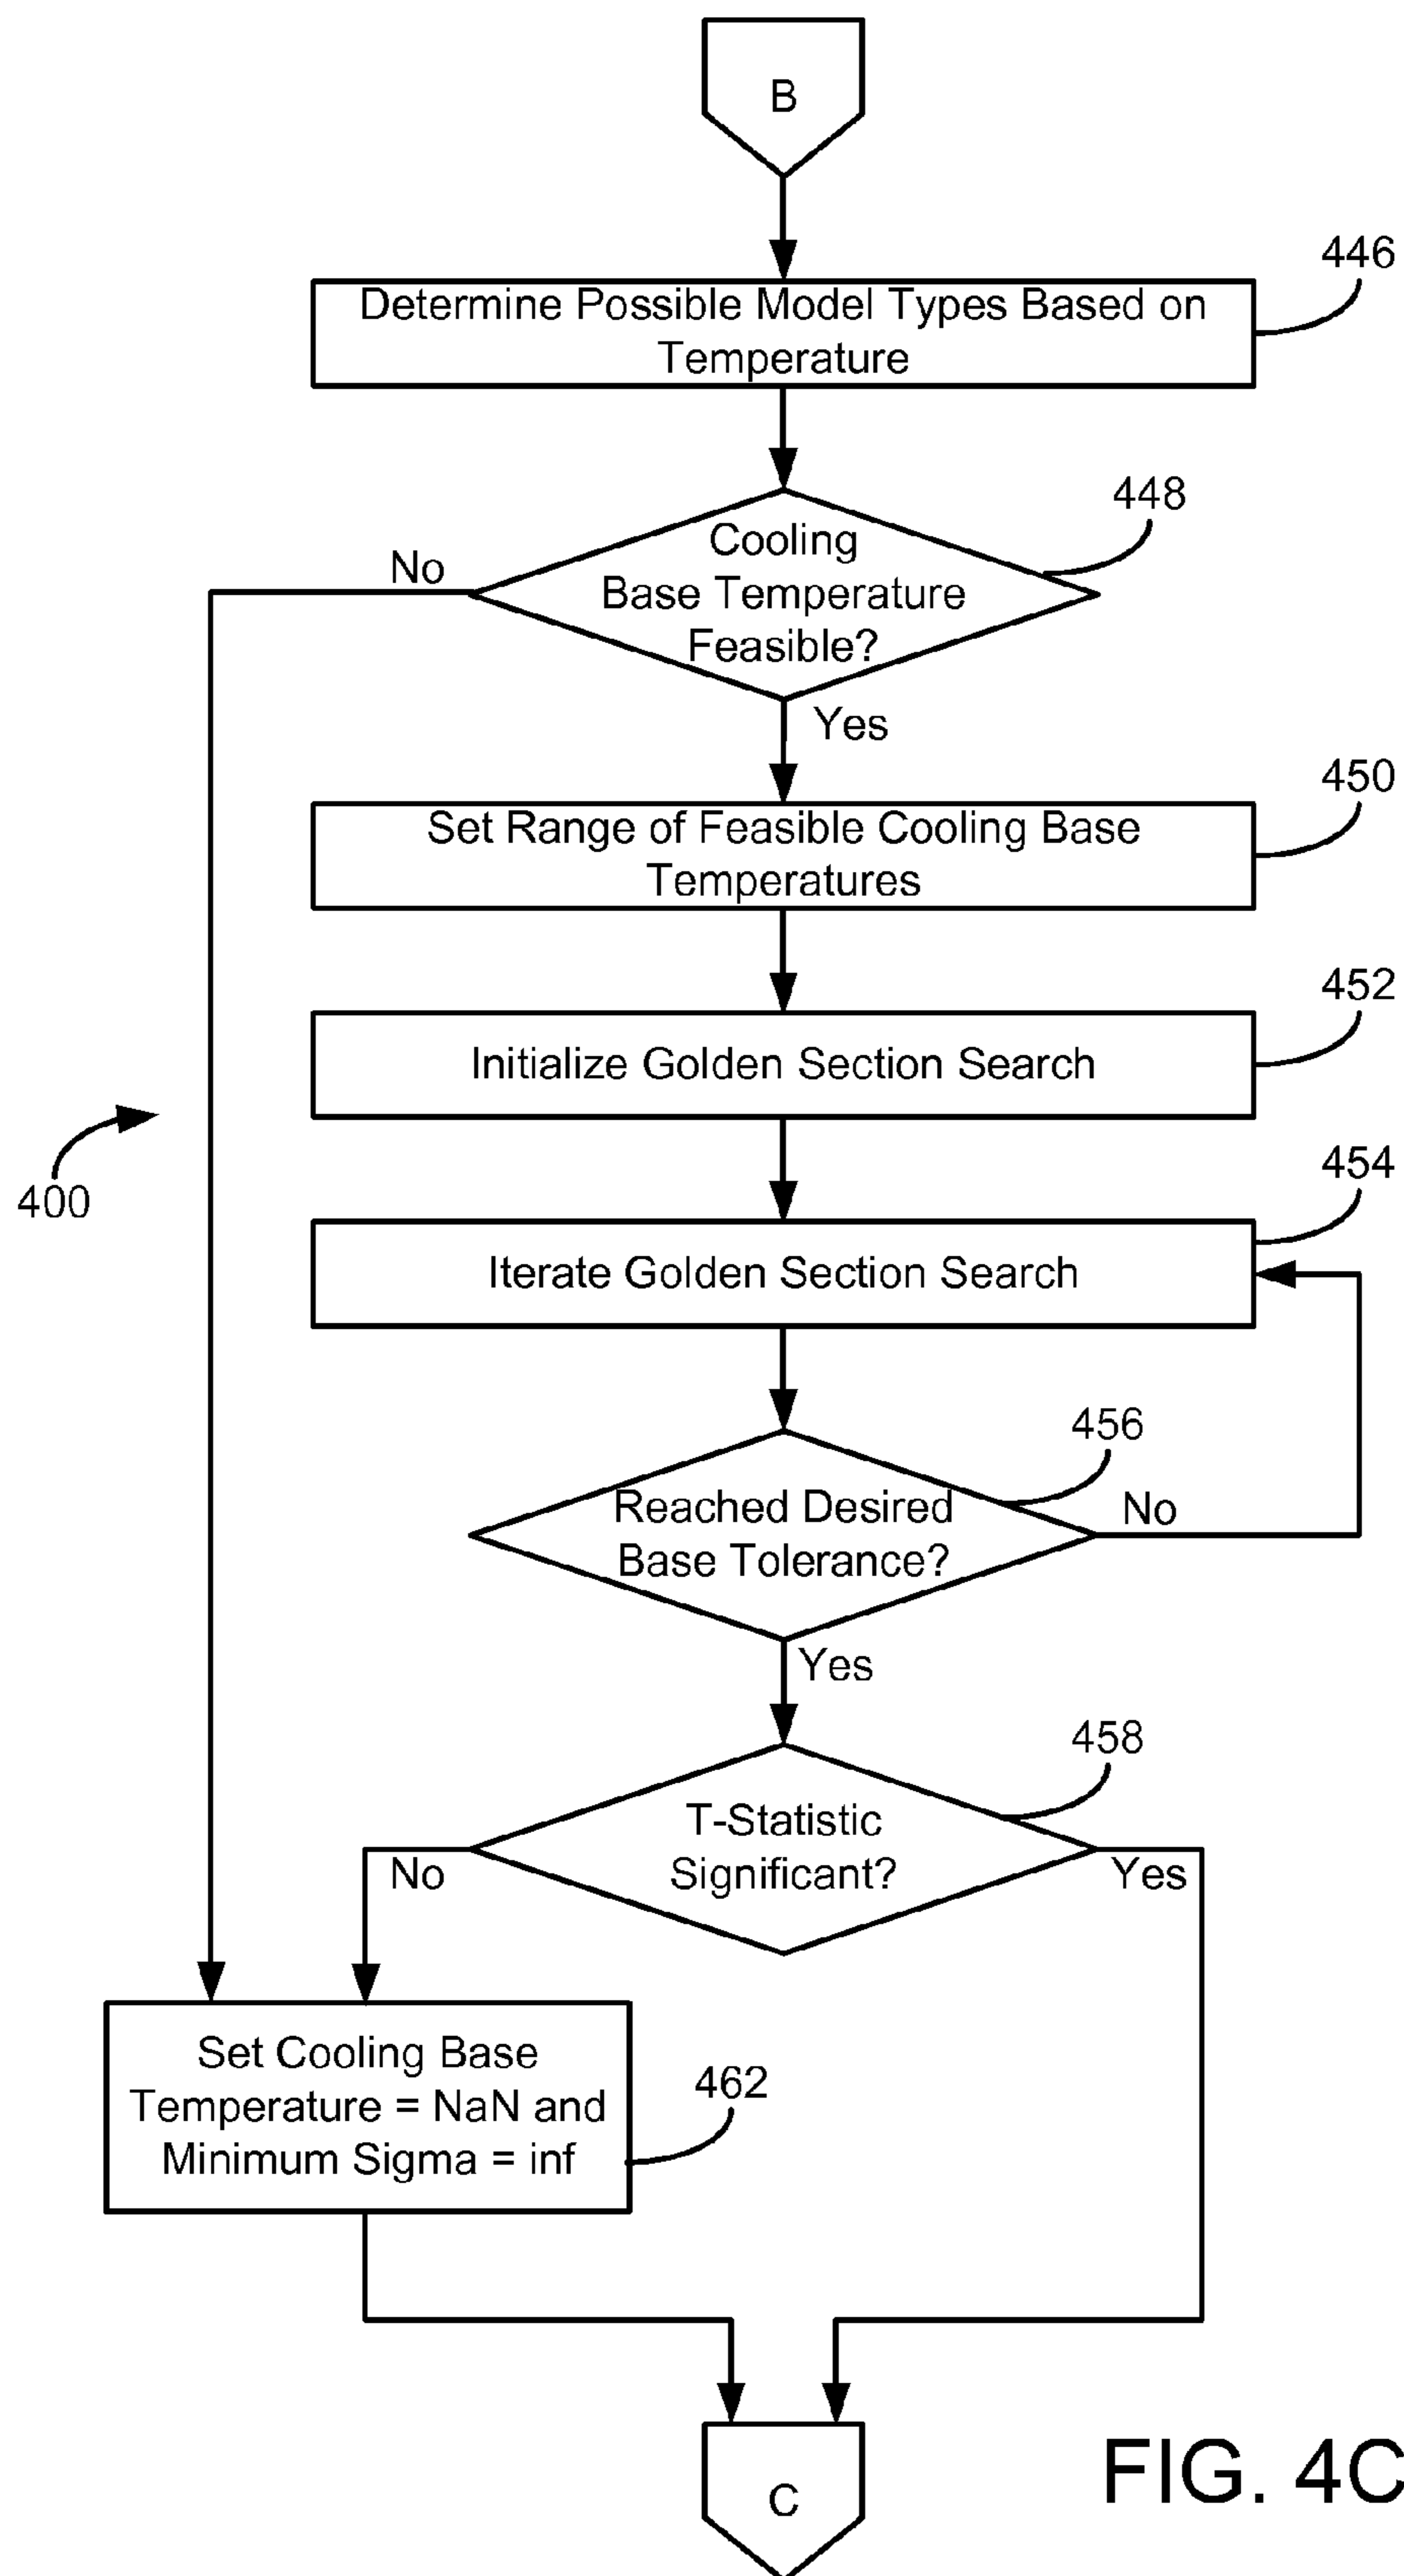 B
446
Determine Possible Model Types Based on
Temperature
448
Cooling
Base Temperature
Feasible?
No
Yes
450
Set Range of Feasible Cooling Base
Temperatures
452
Initialize Golden Section Search
400
454
Iterate Golden Section Search
456
Reached Desired
Base Tolerance?
No
Yes
458
T-Statistic
Significant?
No
Yes
Set Cooling Base
Temperature = NaN and
Minimum Sigma = inf
462
C
FIG. 4C